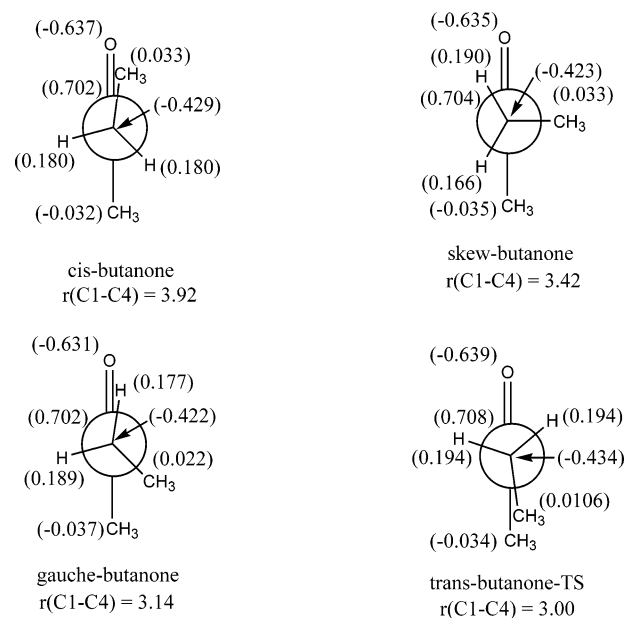 (-0.637)
O
(0.033)
CH3
(0.702)
(-0.429)
H
(0.180)
H (0.180)
(-0.032) CH3
cis-butanone
r(C1-C4) = 3.92
(-0.635)
O
(0.190)
H
(-0.423)
(0.704)
(0.033)
CH3
H
(0.166)
(-0.035) CH3
skew-butanone
r(C1-C4) = 3.42
(-0.631)
O
H (0.177)
(0.702)
(-0.422)
H
(0.022)
(0.189)
CH3
(-0.037) CH3
gauche-butanone
r(C1-C4) = 3.14
(-0.639)
O
(0.708)
H (0.194)
H
(0.194)
(-0.434)
(0.0106)
CH3
(-0.034) CH3
trans-butanone-TS
r(C1-C4) = 3.00